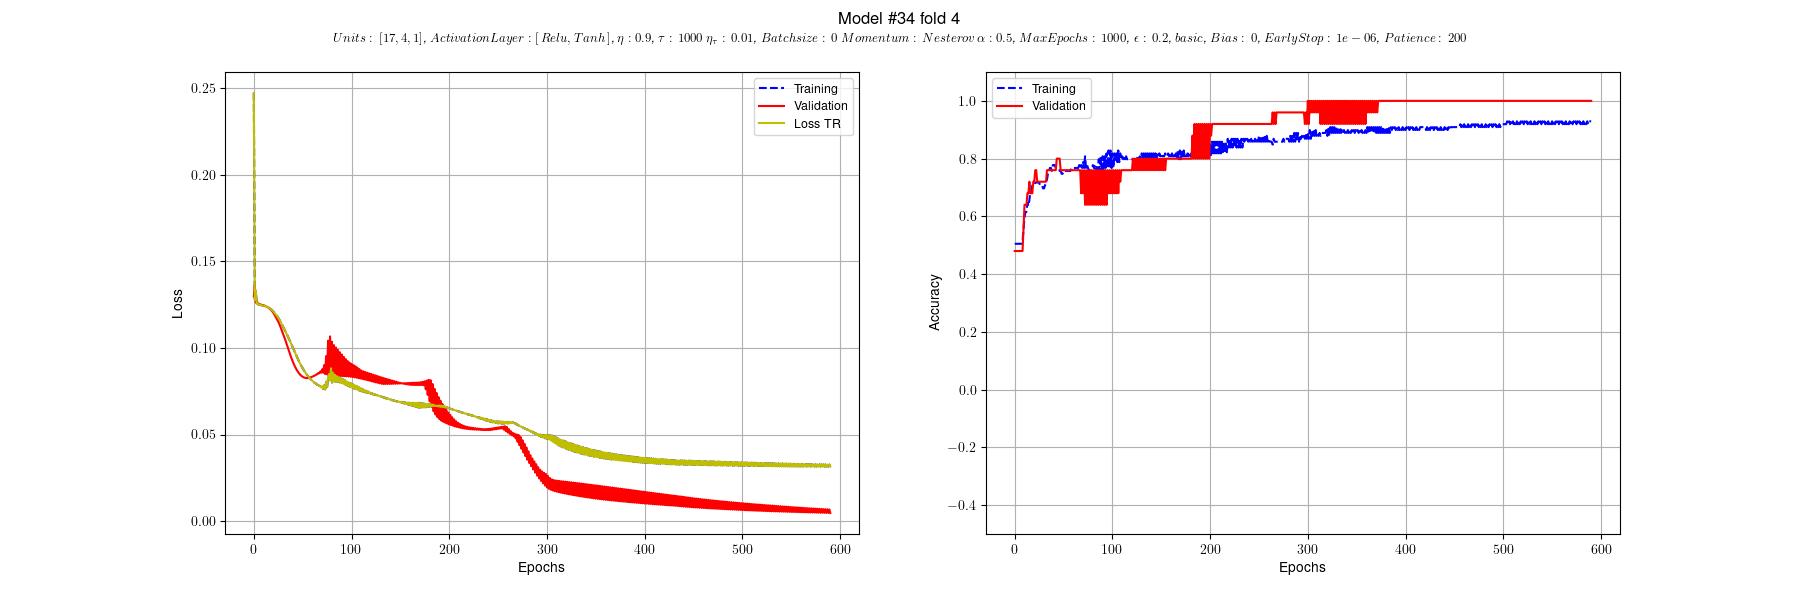 Model #34 fold 4
Units : [17, 4, 1], ActivationLayer : [Relu, Tanh], η : 0.9, τ : 1000 η_τ : 0.01, Batchsize : 0 Momentum : Nesterov α : 0.5, MaxEpochs : 1000, ϵ : 0.2, basic, Bias : 0, EarlyStop : 1e − 06, Patience : 200
0.25
0.20
0.15
0.10
0.05
0.00
Loss
0 100 200 300 400 500 600
Epochs
Training
Validation
Loss TR
1.0
0.8
0.6
0.4
0.2
0.0
−0.2
−0.4
Accuracy
0 100 200 300 400 500 600
Epochs
Training
Validation